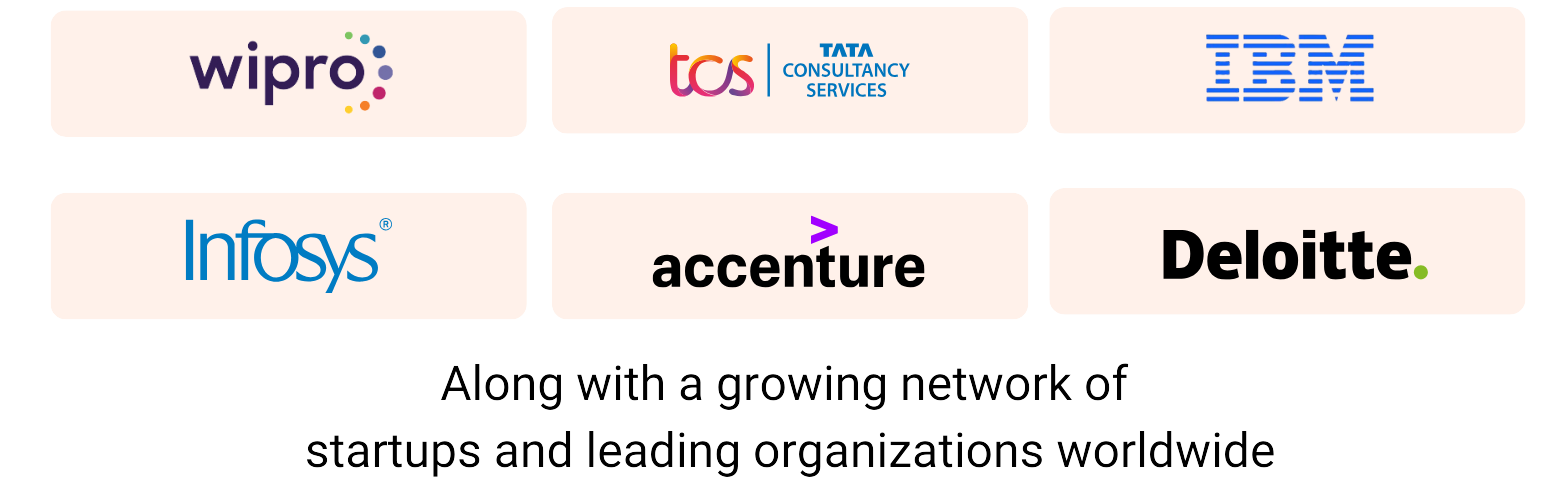 wipro
tcs
TATA
CONSULTANCY
SERVICES
IBM
Infosys®
accenture
>
Deloitte.
Along with a growing network of
startups and leading organizations worldwide